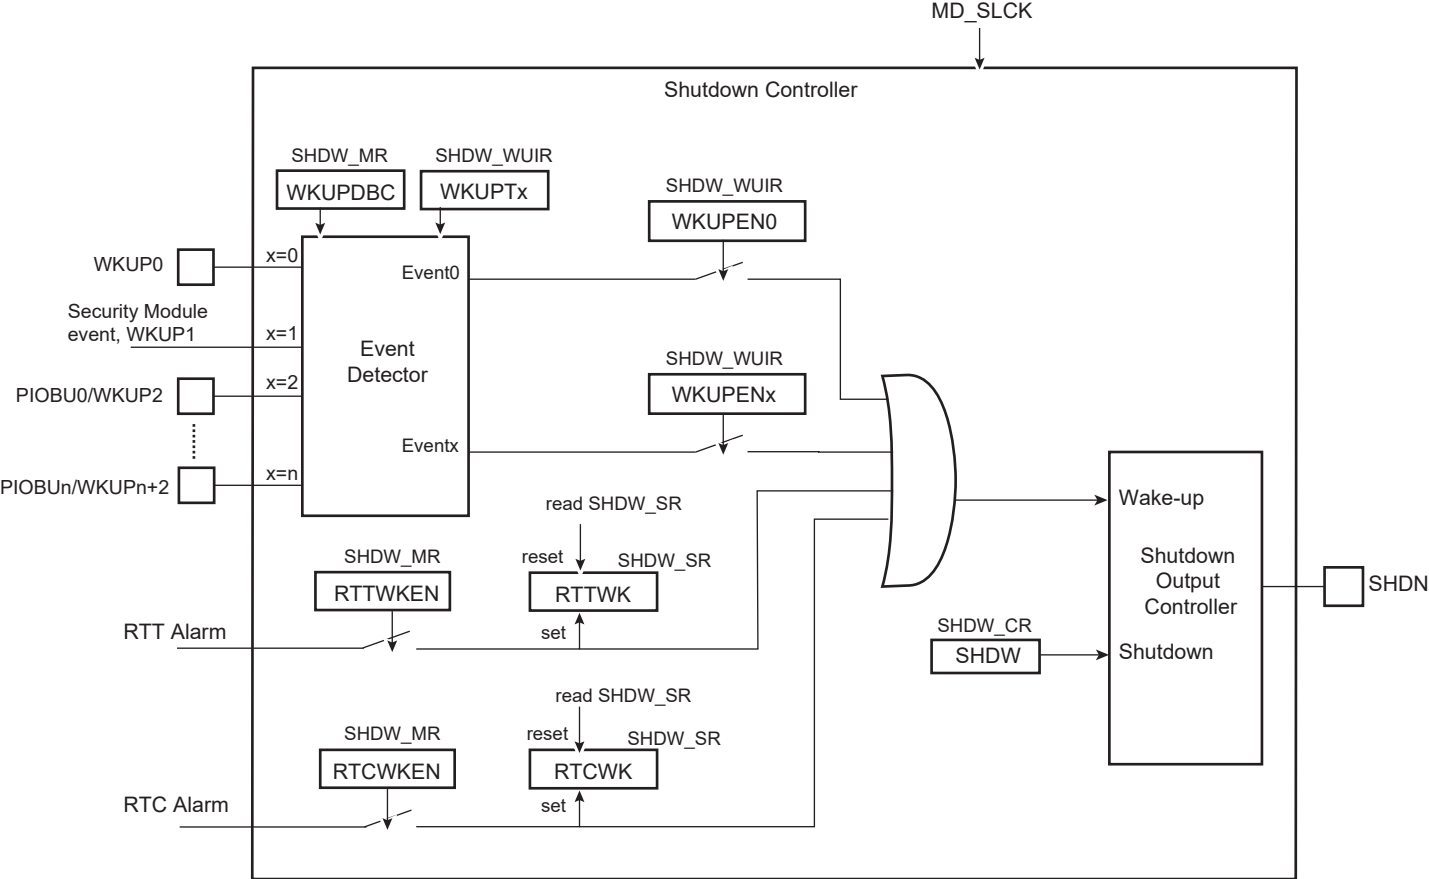 MD_SLCK
Shutdown Controller
SHDW_MR
SHDW_WUIR
WKUPDBC
WKUPTx
SHDW_WUIR
WKUPEN0
WKUP0
x=0
Event0
Security Module
event, WKUP1
x=1
Event
Detector
SHDW_WUIR
WKUPENx
PIOBU0/WKUP2
x=2
Eventx
PIOBUn/WKUPn+2
x=n
Wake-up
read SHDW_SR
reset
SHDW_SR
SHDW_MR
RTTWKEN
RTTWK
RTT Alarm
set
Shutdown
Output
Controller
SHDN
SHDW_CR
SHDW
Shutdown
read SHDW_SR
reset
SHDW_SR
SHDW_MR
RTCWKEN
RTCWK
RTC Alarm
set